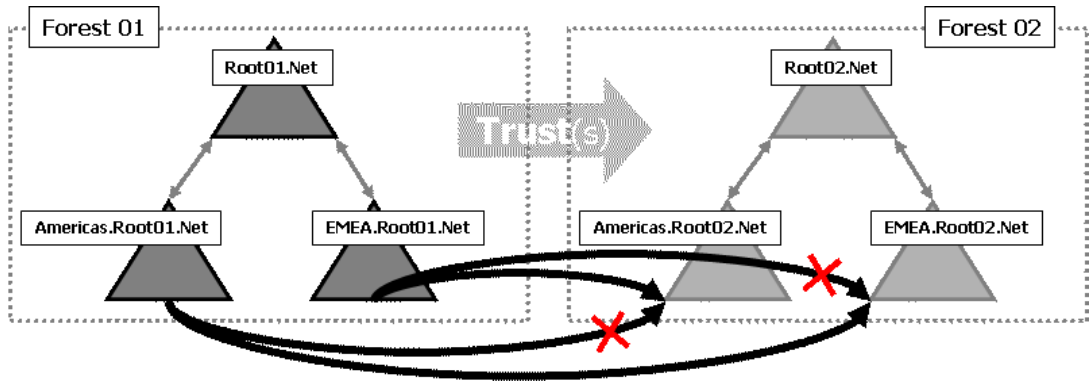 Forest 01
Forest 02
Root01.Net
Root02.Net
Trust(s)
Americas.Root01.Net
EMEA.Root01.Net
Americas.Root02.Net
EMEA.Root02.Net